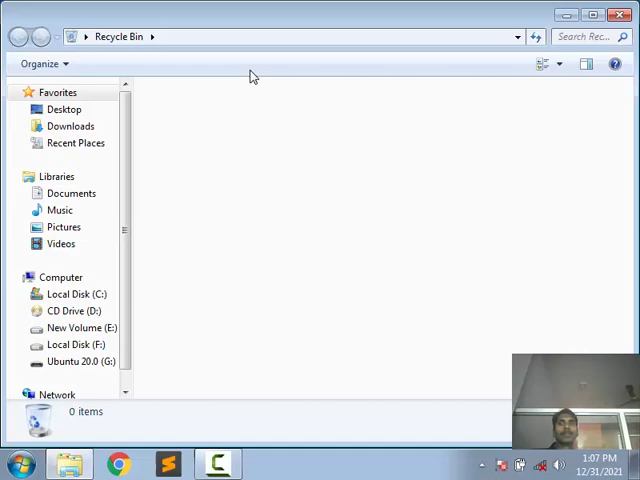 Recycle Bin
Search Rec...
Organize
Favorites
Desktop
Downloads
Recent Places
Libraries
Documents
Music
Pictures
Videos
Computer
Local Disk (C:)
CD Drive (D:)
New Volume (E:)
Local Disk (F:)
Ubuntu 20.0 (G:)
Network
0 items
1:07 PM
12/31/2021